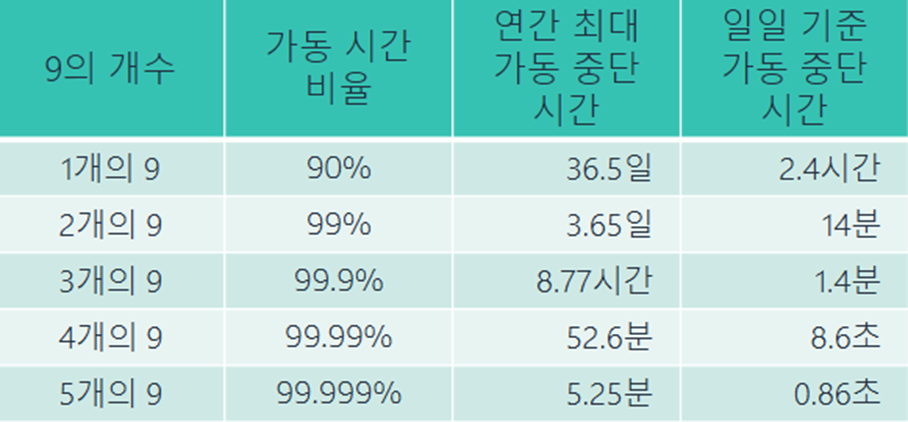 9의 개수
가동 시간
비율
연간 최대
가동 중단
시간
일일 기준
가동 중단
시간
1개의 9 90% 36.5일 2.4시간
2개의 9 99% 3.65일 14분
3개의 9 99.9% 8.77시간 1.4분
4개의 9 99.99% 52.6분 8.6초
5개의 9 99.999% 5.25분 0.86초